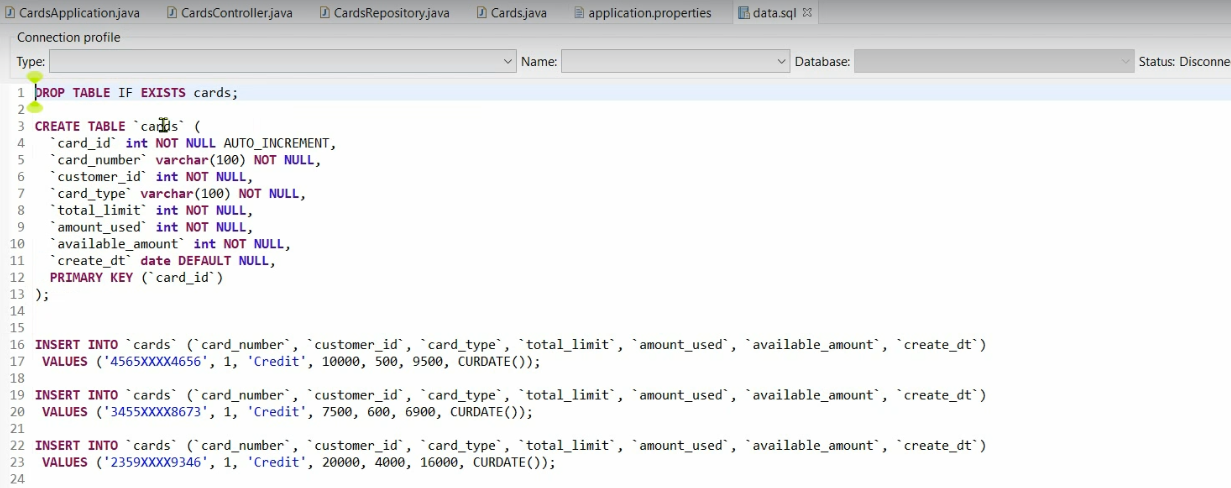 CardsApplication.java CardsController.java CardsRepository.java Cards.java application.properties data.sql
Connection profile
Type: Name: Database: Status: Disconne
1 DROP TABLE IF EXISTS cards;
2
3 CREATE TABLE `cards` (
4 `card_id` int NOT NULL AUTO_INCREMENT,
5 `card_number` varchar(100) NOT NULL,
6 `customer_id` int NOT NULL,
7 `card_type` varchar(100) NOT NULL,
8 `total_limit` int NOT NULL,
9 `amount_used` int NOT NULL,
10 `available_amount` int NOT NULL,
11 `create_dt` date DEFAULT NULL,
12 PRIMARY KEY (`card_id`)
13 );
14
15
16 INSERT INTO `cards` (`card_number`, `customer_id`, `card_type`, `total_limit`, `amount_used`, `available_amount`, `create_dt`)
17 VALUES ('4565XXXX4656', 1, 'Credit', 10000, 500, 9500, CURDATE());
18
19 INSERT INTO `cards` (`card_number`, `customer_id`, `card_type`, `total_limit`, `amount_used`, `available_amount`, `create_dt`)
20 VALUES ('3455XXXX8673', 1, 'Credit', 7500, 600, 6900, CURDATE());
21
22 INSERT INTO `cards` (`card_number`, `customer_id`, `card_type`, `total_limit`, `amount_used`, `available_amount`, `create_dt`)
23 VALUES ('2359XXXX9346', 1, 'Credit', 20000, 4000, 16000, CURDATE());
24